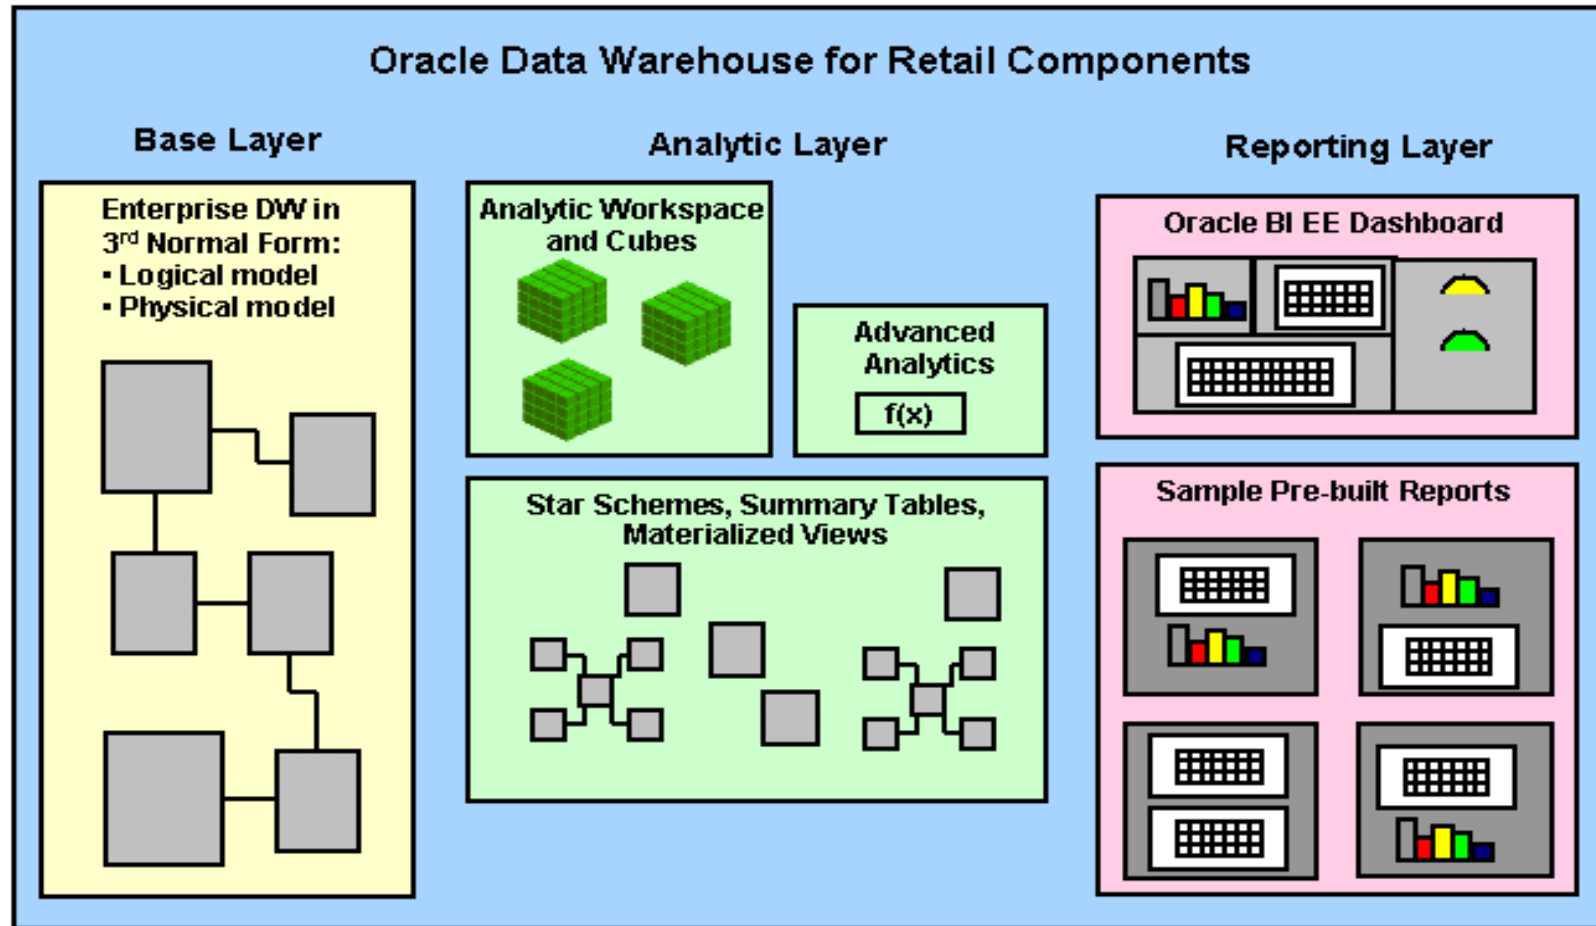 Oracle Data Warehouse for Retail Components
Base Layer
Enterprise DW in
3rd Normal Form:
▪ Logical model
▪ Physical model
Analytic Layer
Analytic Workspace
and Cubes
Advanced
Analytics
f(x)
Star Schemes, Summary Tables,
Materialized Views
Reporting Layer
Oracle BI EE Dashboard
Sample Pre-built Reports